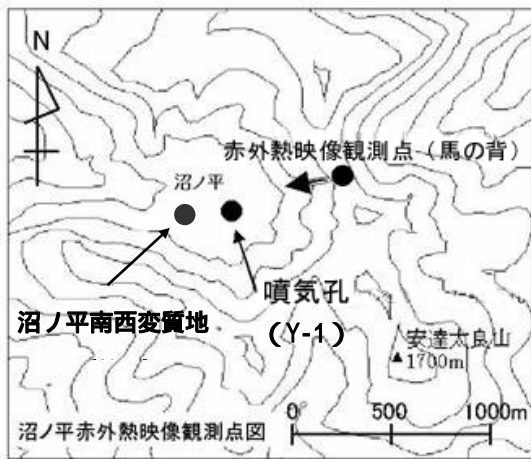 N
赤外熱映像観測点（馬の背）
沼ノ平
噴気孔
（Y-1）
沼ノ平南西変質地
安達太良山
1700m
沼ノ平赤外熱映像観測点図
0° 500 1000m